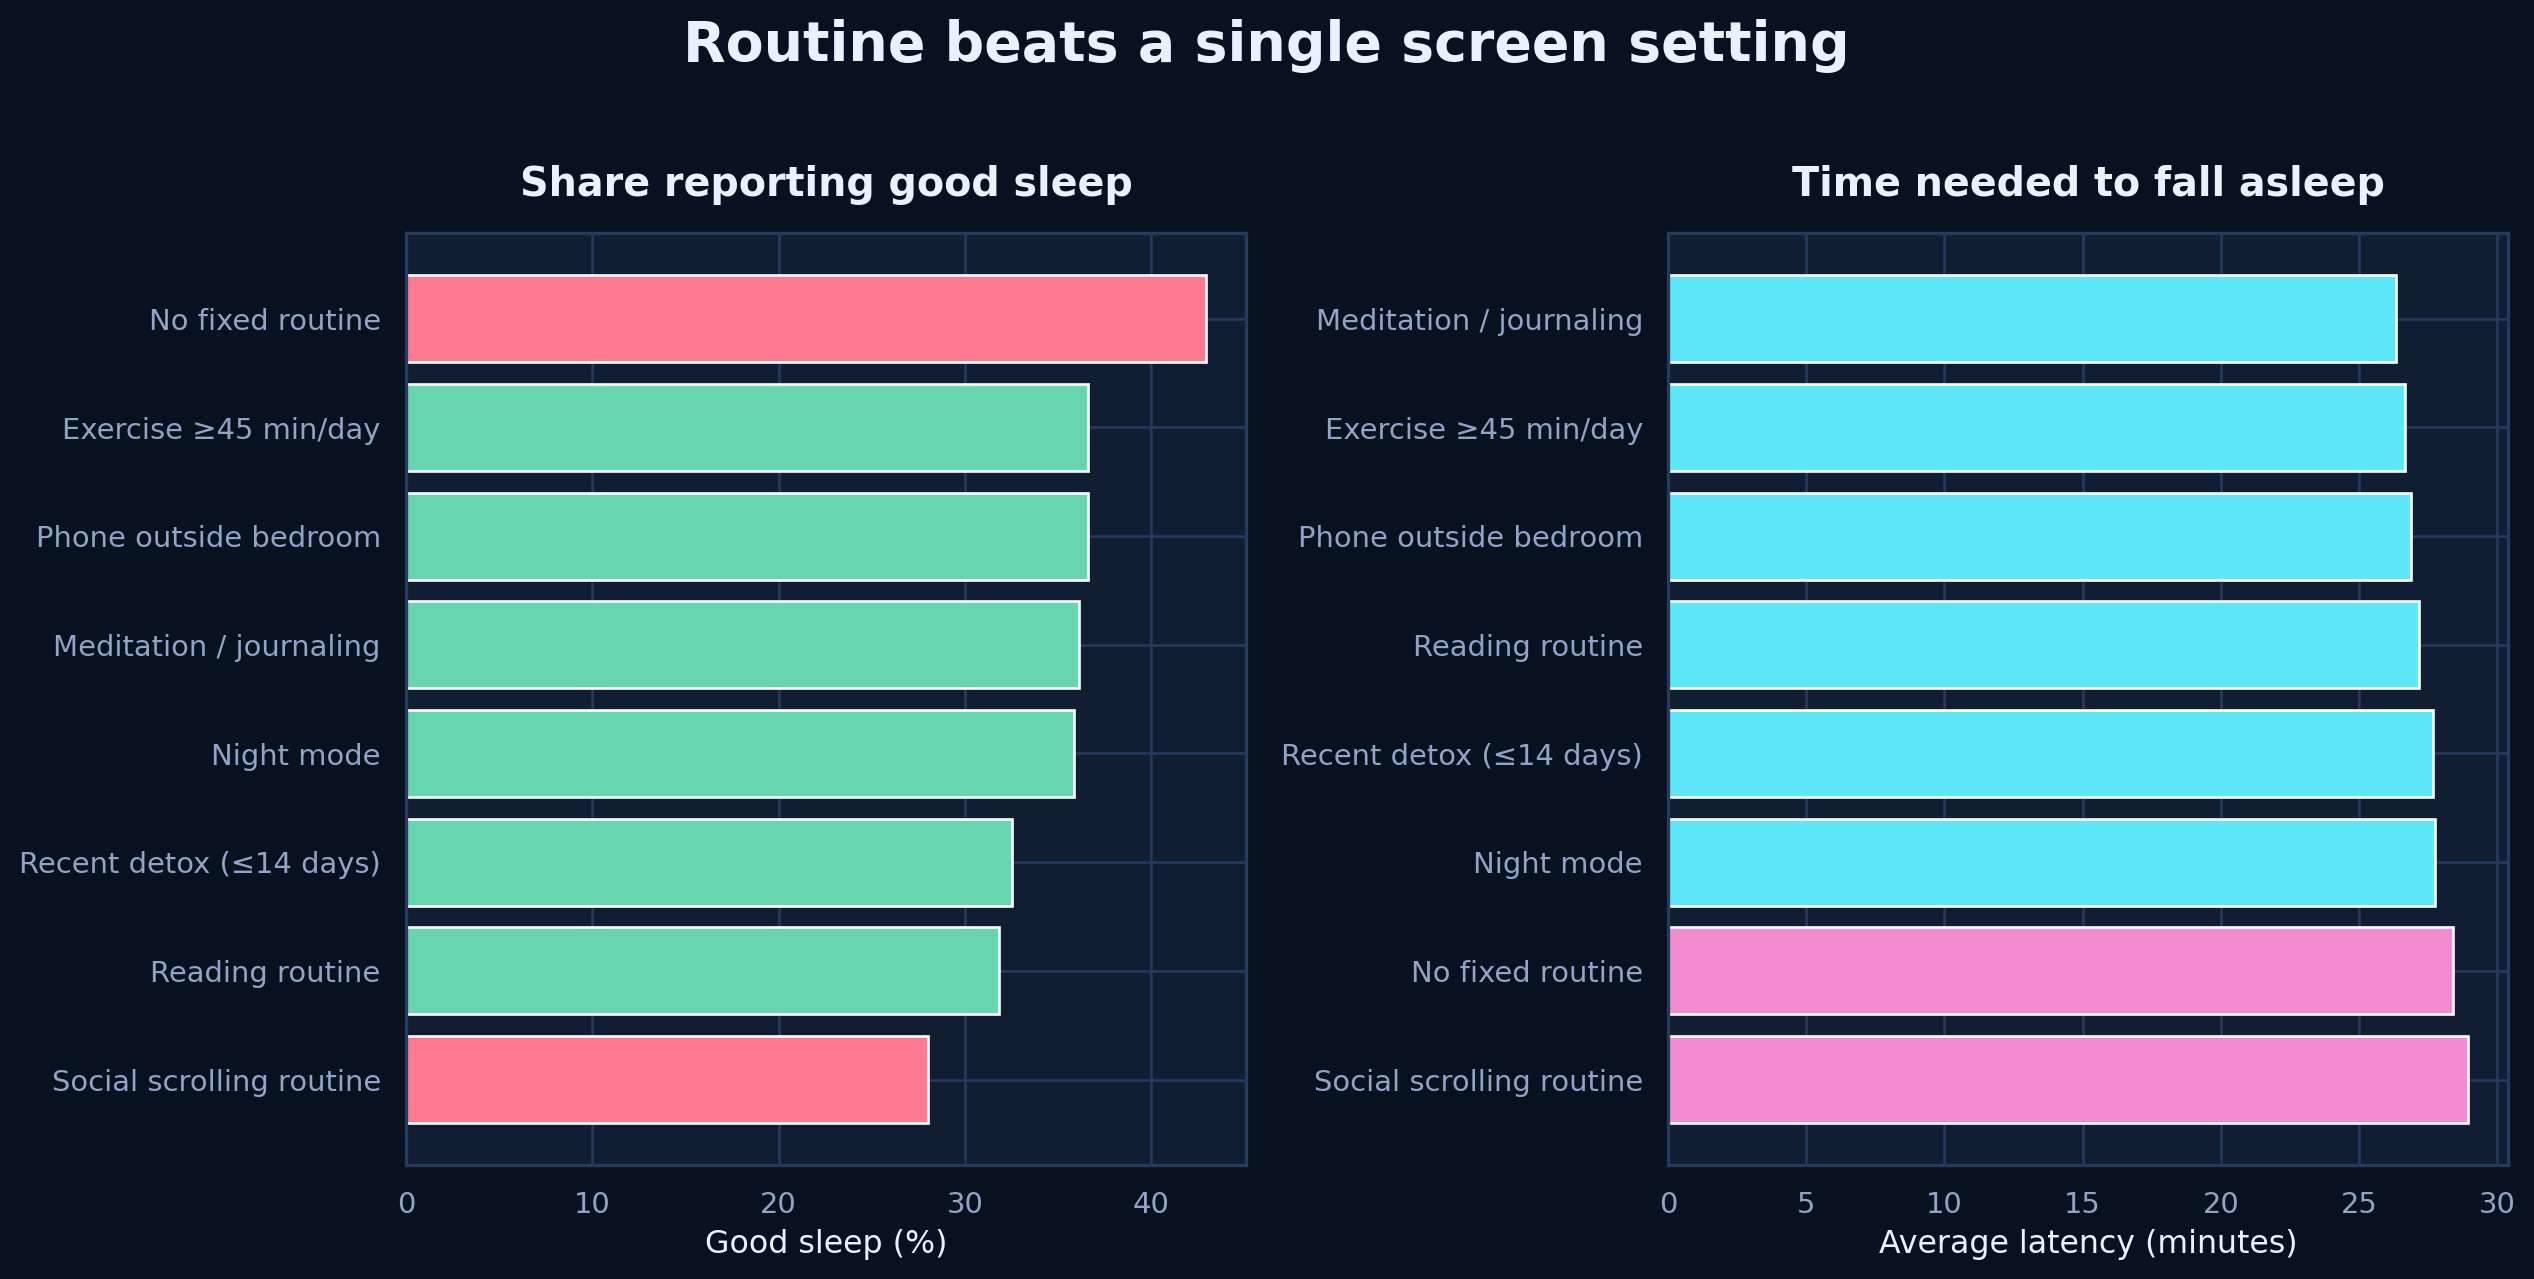 Routine beats a single screen setting
Share reporting good sleep
No fixed routine
Exercise ≥45 min/day
Phone outside bedroom
Meditation / journaling
Night mode
Recent detox (≤14 days)
Reading routine
Social scrolling routine
0 10 20 30 40
Good sleep (%)
Time needed to fall asleep
Meditation / journaling
Exercise ≥45 min/day
Phone outside bedroom
Reading routine
Recent detox (≤14 days)
Night mode
No fixed routine
Social scrolling routine
0 5 10 15 20 25 30
Average latency (minutes)